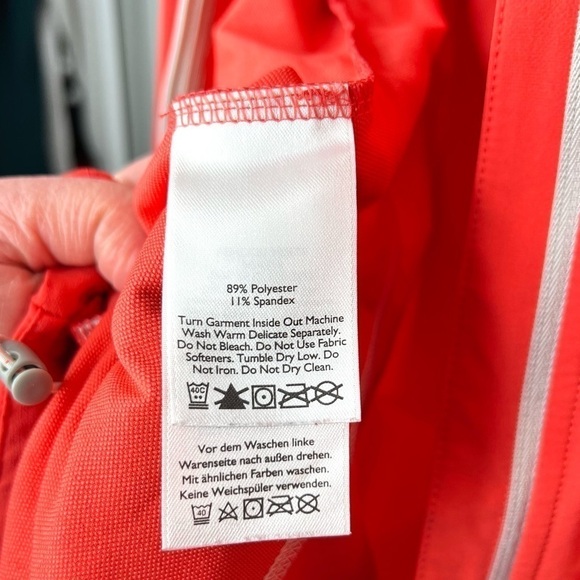 89% Polyester
11% Spandex
Turn Garment Inside Out Machine
Wash Warm Delicate Separately.
Do Not Bleach. Do Not Use Fabric
Softeners. Tumble Dry Low. Do
Not Iron. Do Not Dry Clean.
40C
Vor dem Waschen linke
Warenseite nach außen drehen.
Mit ähnlichen Farben waschen.
Keine Weichspüler verwenden.
40